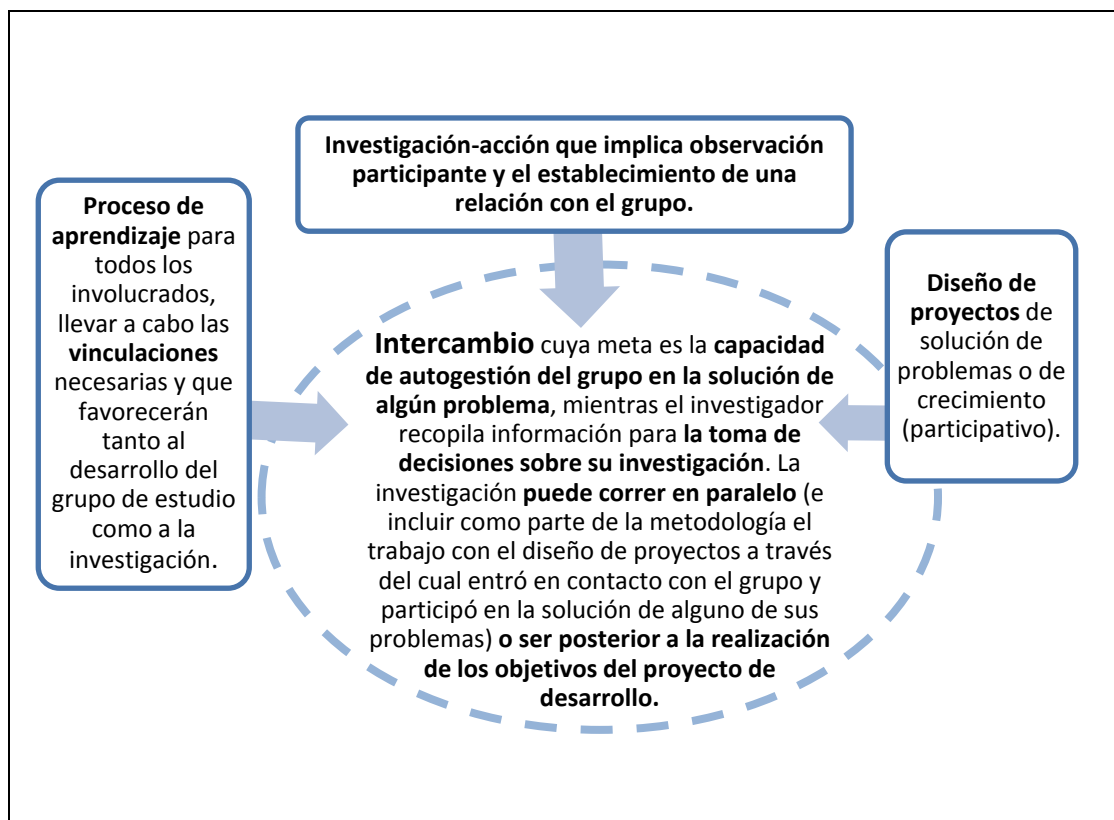 Investigación-acción que implica observación
participante y el establecimiento de una
relación con el grupo.
Proceso de
aprendizaje para
todos los
involucrados,
llevar a cabo las
vinculaciones
necesarias y que
favorecerán
tanto al
desarrollo del
grupo de estudio
como a la
investigación.
Intercambio cuya meta es la capacidad
de autogestión del grupo en la solución de
algún problema, mientras el investigador
recopila información para la toma de
decisiones sobre su investigación. La
investigación puede correr en paralelo (e
incluir como parte de la metodología el
trabajo con el diseño de proyectos a través
del cual entró en contacto con el grupo y
participó en la solución de alguno de sus
problemas) o ser posterior a la realización
de los objetivos del proyecto de
desarrollo.
Diseño de
proyectos de
solución de
problemas o de
crecimiento
(participativo).